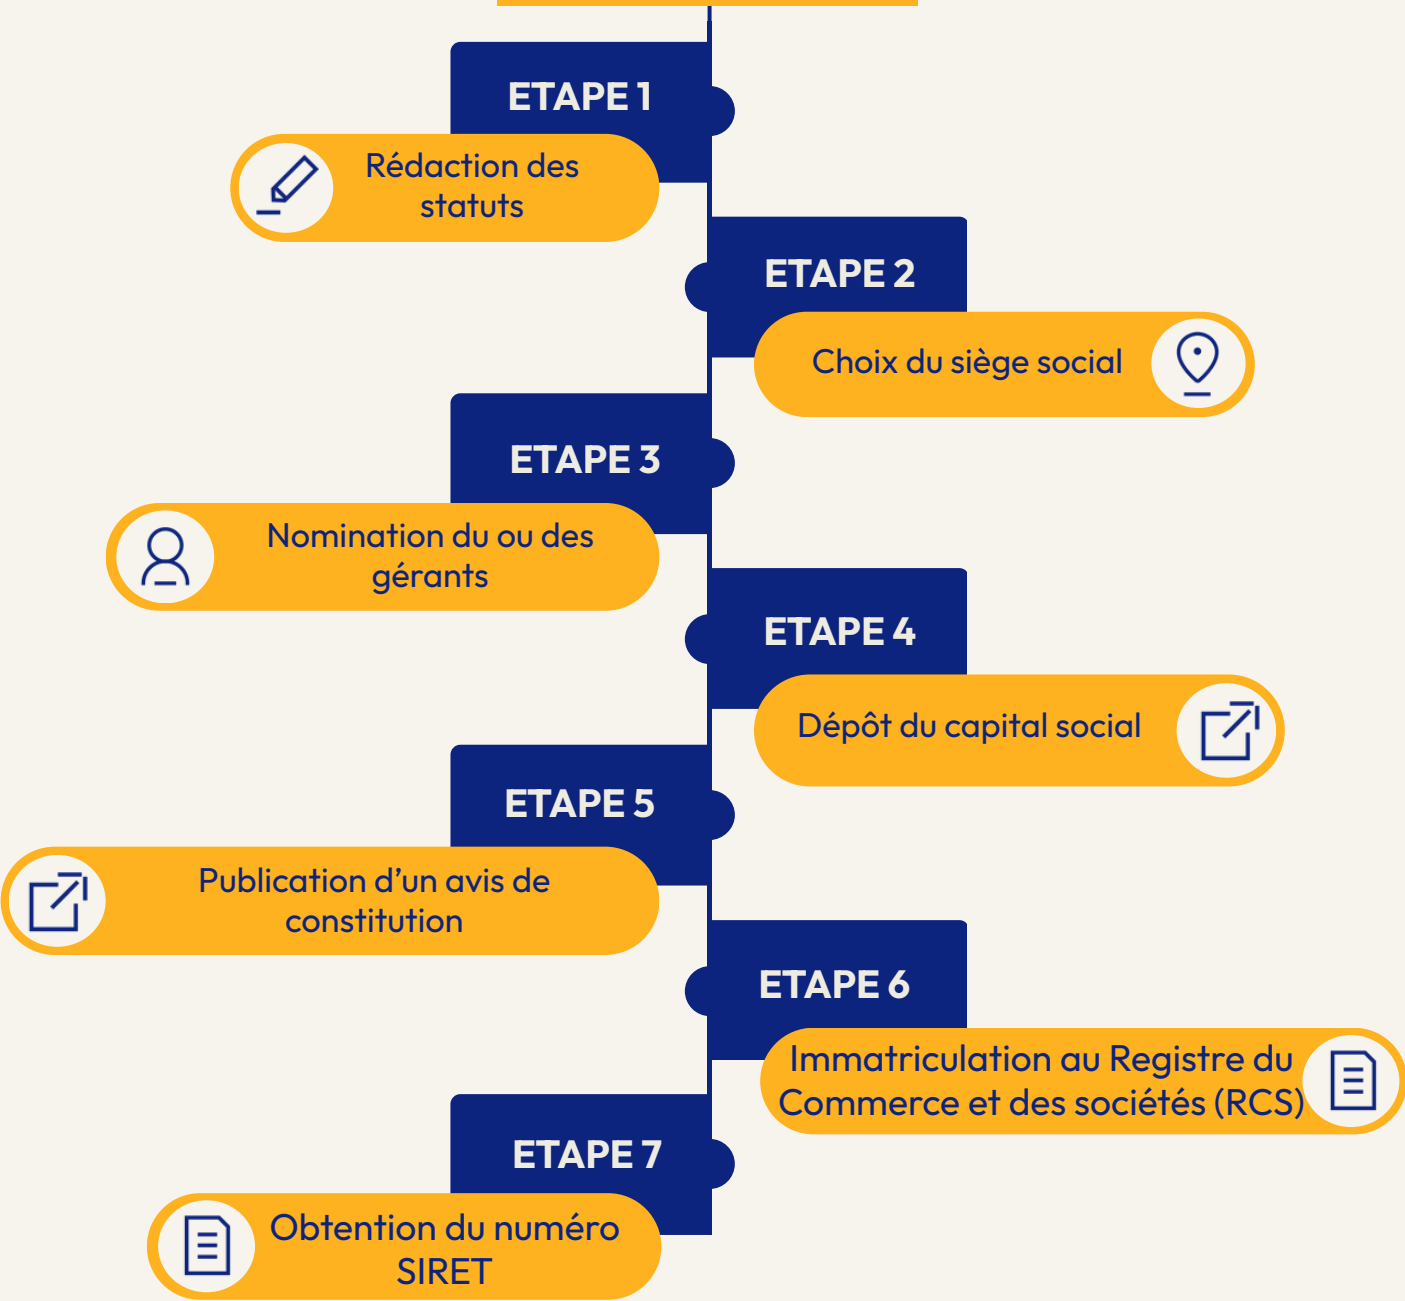 ETAPE 1
Rédaction des
statuts
ETAPE 2
Choix du siège social
ETAPE 3
Nomination du ou des
gérants
ETAPE 4
Dépôt du capital social
ETAPE 5
Publication d’un avis de
constitution
ETAPE 6
Immatriculation au Registre du
Commerce et des sociétés (RCS)
ETAPE 7
Obtention du numéro
SIRET